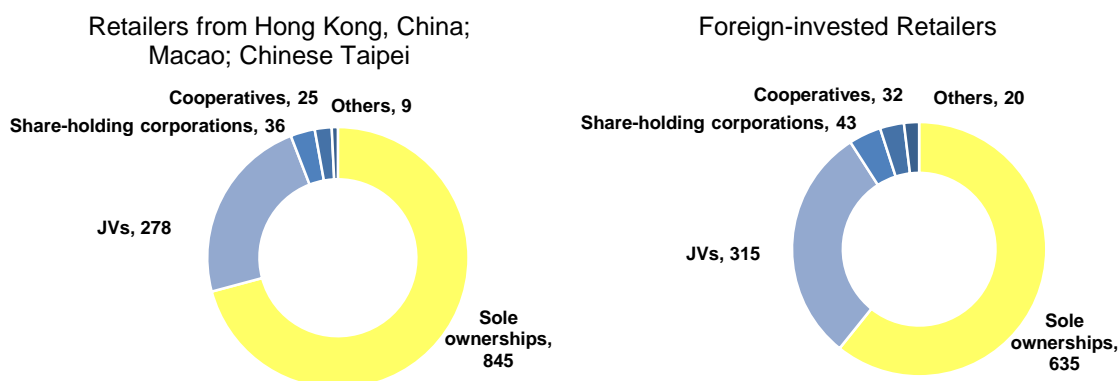 Retailers from Hong Kong, China;
Macao; Chinese Taipei
Cooperatives, 25
Others, 9
Share-holding corporations, 36
JVs, 278
Sole
ownerships,
845
Foreign-invested Retailers
Cooperatives, 32
Others, 20
Share-holding corporations, 43
JVs, 315
Sole
ownerships,
635